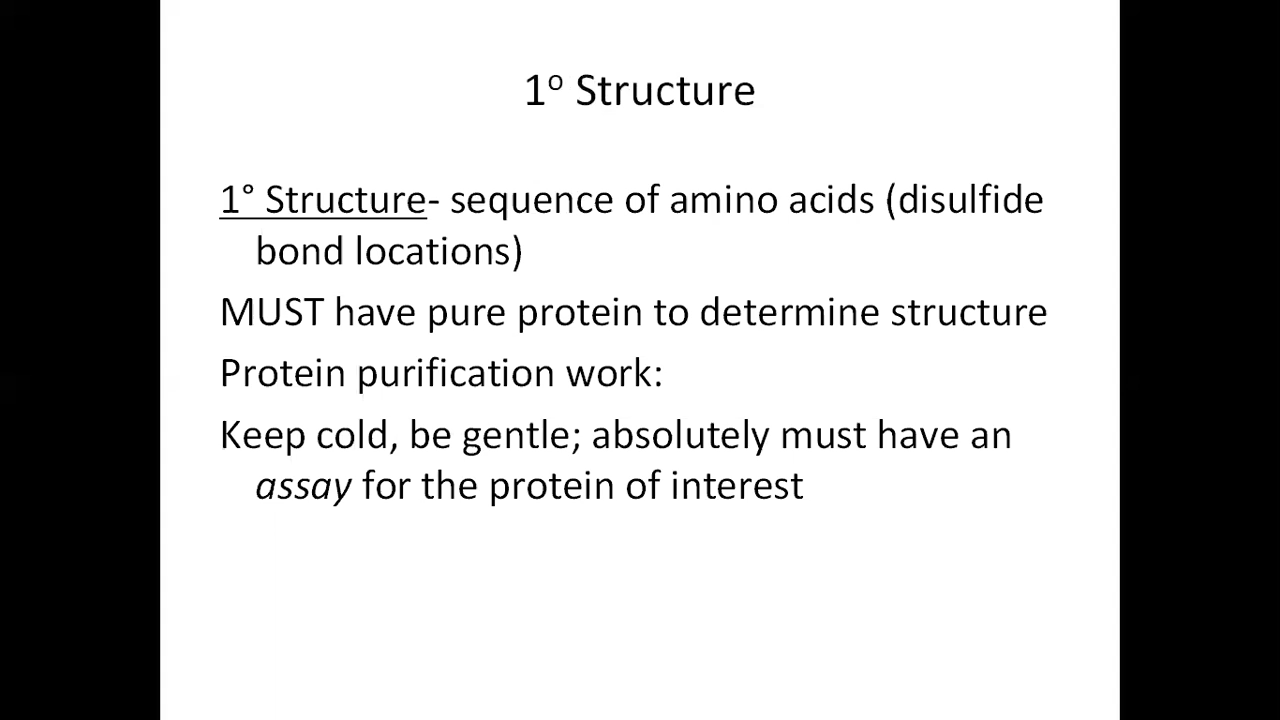 1º Structure
1° Structure- sequence of amino acids (disulfide
bond locations)
MUST have pure protein to determine structure
Protein purification work:
Keep cold, be gentle; absolutely must have an
assay for the protein of interest